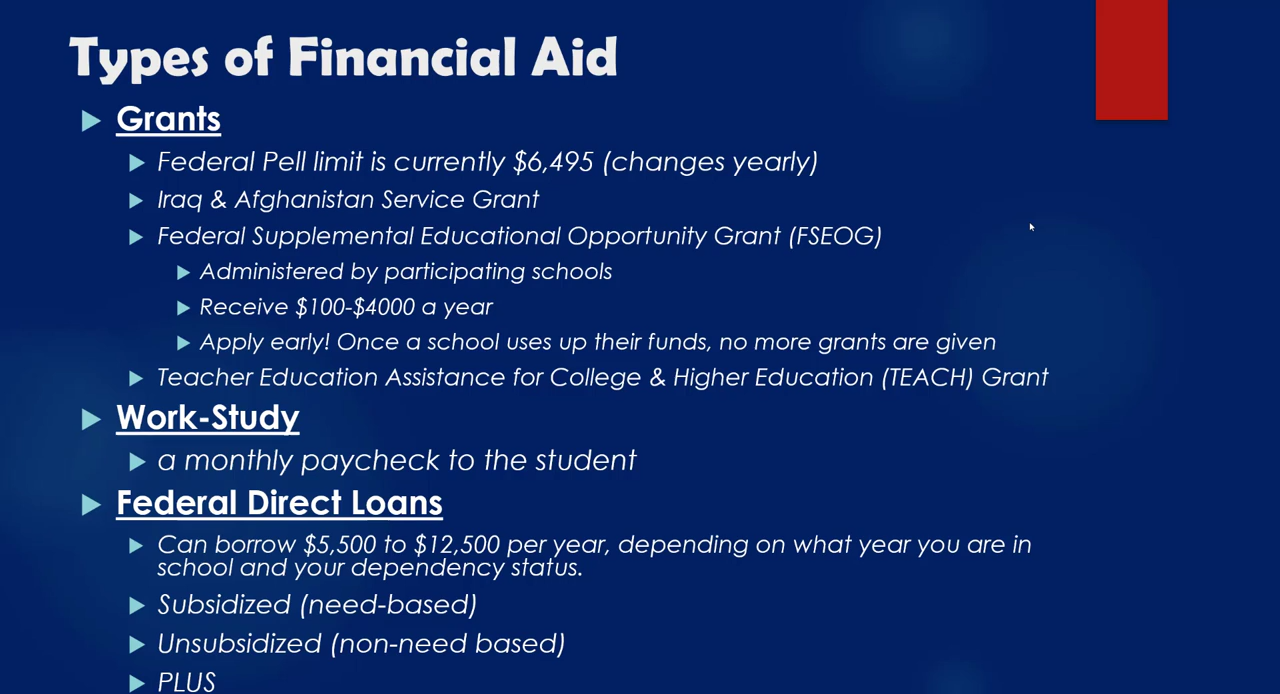 Types of Financial Aid
Grants
Federal Pell limit is currently $6,495 (changes yearly)
Iraq & Afghanistan Service Grant
Federal Supplemental Educational Opportunity Grant (FSEOG)
Administered by participating schools
Receive $100-$4000 a year
Apply early! Once a school uses up their funds, no more grants are given
Teacher Education Assistance for College & Higher Education (TEACH) Grant
Work-Study
a monthly paycheck to the student
Federal Direct Loans
Can borrow $5,500 to $12,500 per year, depending on what year you are in
school and your dependency status.
Subsidized (need-based)
Unsubsidized (non-need based)
PLUS